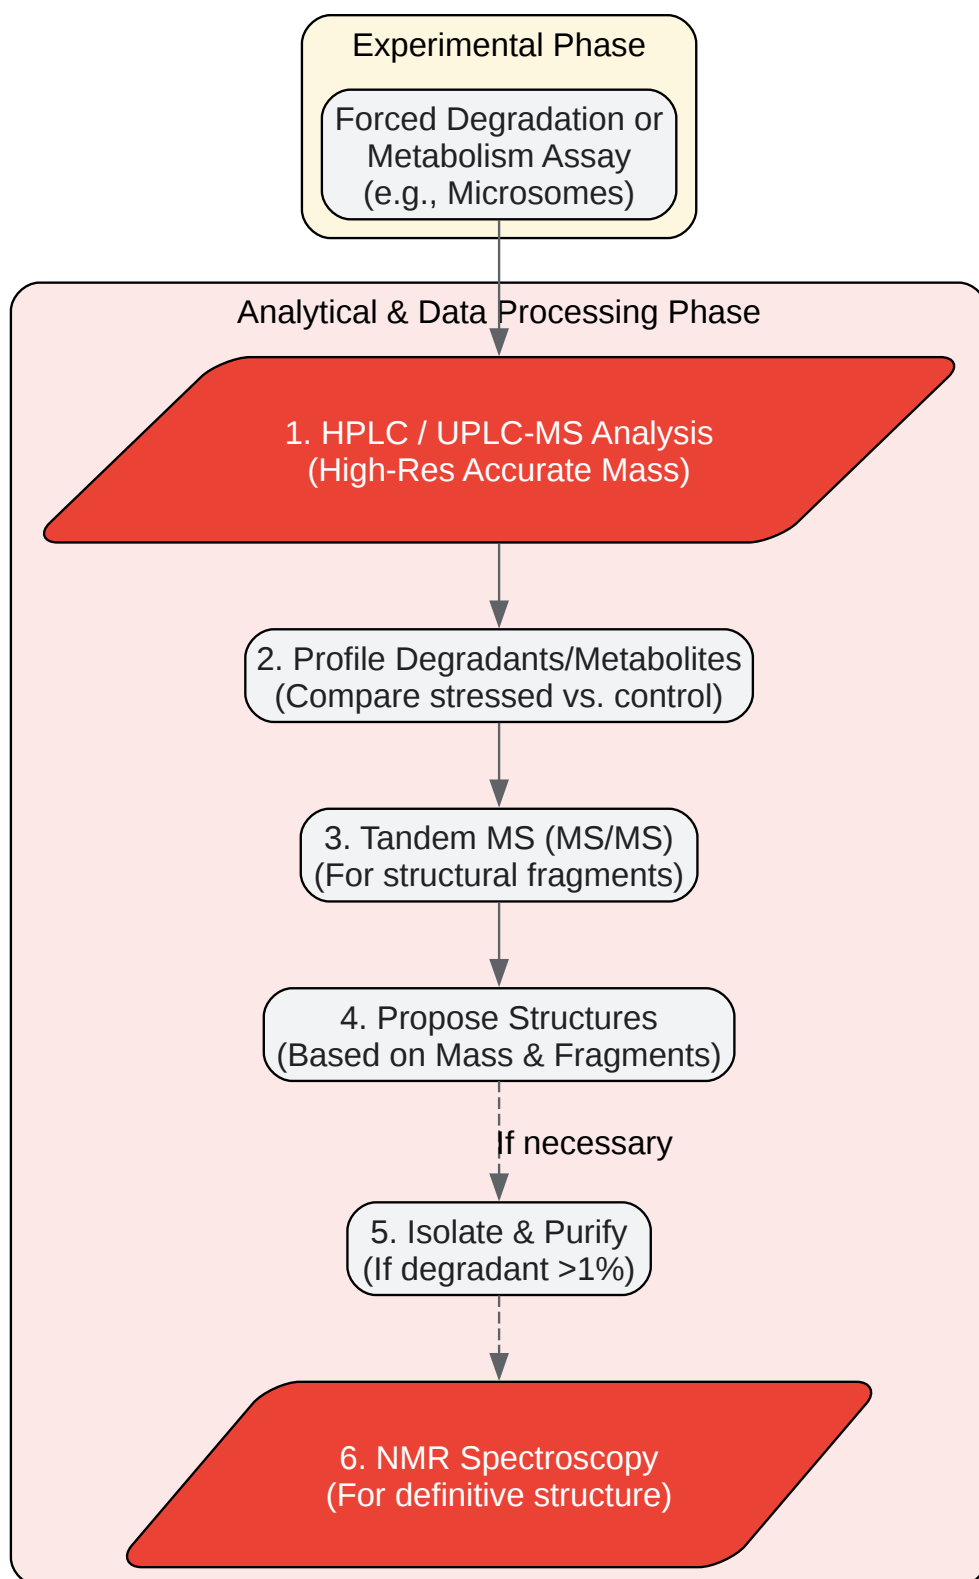 Experimental Phase
Forced Degradation or
Metabolism Assay
(e.g., Microsomes)
Analytical & Data Processing Phase
1. HPLC / UPLC-MS Analysis
(High-Res Accurate Mass)
2. Profile Degradants/Metabolites
(Compare stressed vs. control)
3. Tandem MS (MS/MS)
(For structural fragments)
4. Propose Structures
(Based on Mass & Fragments)
If necessary
5. Isolate & Purify
(If degradant >1%)
6. NMR Spectroscopy
(For definitive structure)